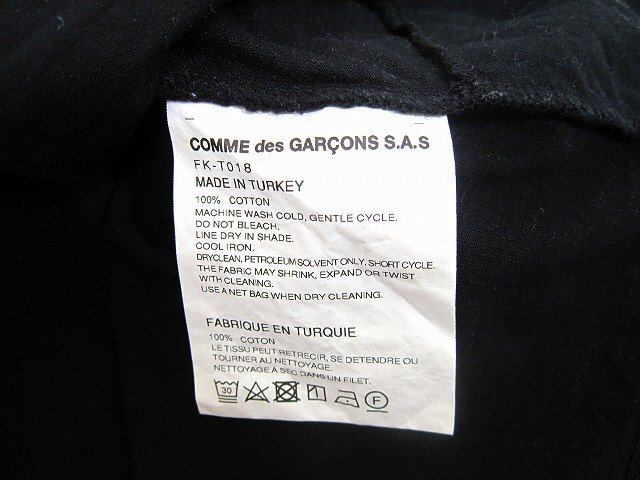 COMME des GARÇONS S.A.S
FK-T018
MADE IN TURKEY
100% COTTON
MACHINE WASH COLD, GENTLE CYCLE.
DO NOT BLEACH.
LINE DRY IN SHADE.
COOL IRON.
DRYCLEAN, PETROLEUM SOLVENT ONLY, SHORT CYCLE.
THE FABRIC MAY SHRINK, EXPAND OR TWIST
WITH CLEANING.
USE A NET BAG WHEN DRY CLEANING.
FABRIQUE EN TURQUIE
100% COTON
LE TISSU PEUT RETRECIR, SE DETENDRE OU
TOURNER AU NETTOYAGE.
NETTOYAGE A SEC DANS UN FILET.
30 F